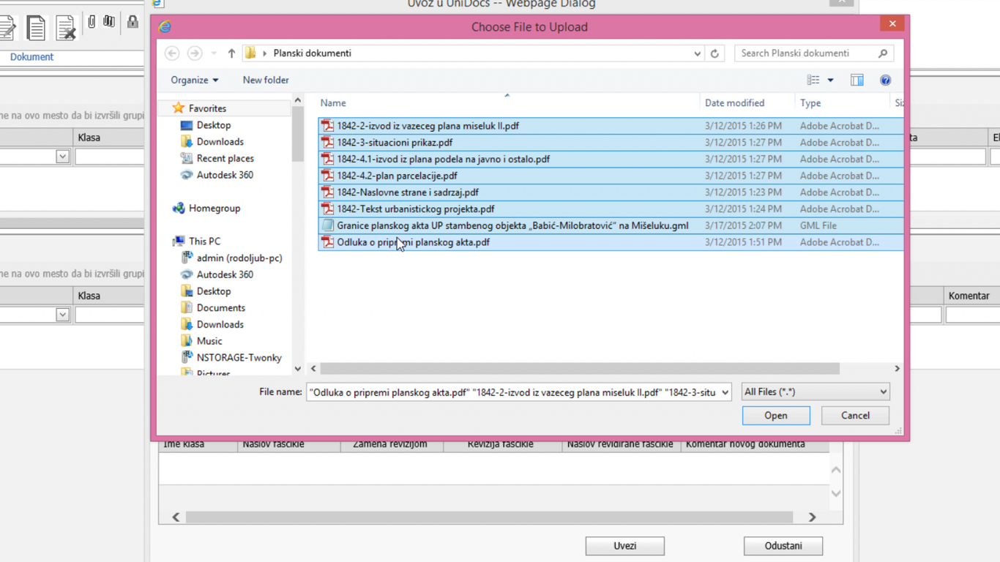 Uvoz u UniDocs -- Webpage Dialog
Choose File to Upload
Dokument
Planski dokumenti
Search Planski dokumenti
Organize
New folder
Name
Date modified
Type
Favorites
Desktop
Downloads
Recent places
Autodesk 360
Homegroup
This PC
admin (rodoljub-pc)
Autodesk 360
Desktop
Documents
Downloads
Music
NSTORAGE-Twonky
Pictures
1842-2-izvod iz vazeceg plana miseluk II.pdf 3/12/2015 1:26 PM Adobe Acrobat D...
1842-3-situacioni prikaz.pdf 3/12/2015 1:27 PM Adobe Acrobat D...
1842-4.1-izvod iz plana podela na javno i ostalo.pdf 3/12/2015 1:27 PM Adobe Acrobat D...
1842-4.2-plan parcelacije.pdf 3/12/2015 1:27 PM Adobe Acrobat D...
1842-Naslovne strane i sadrzaj.pdf 3/12/2015 1:23 PM Adobe Acrobat D...
1842-Tekst urbanistickog projekta.pdf 3/12/2015 1:24 PM Adobe Acrobat D...
Granice planskog akta UP stambenog objekta „Babić-Milobratović“ na Mišeluku.gml 3/17/2015 2:07 PM GML File
Odluka o pripremi planskog akta.pdf 3/12/2015 1:51 PM Adobe Acrobat D...
ne na ovo mesto da bi izvršili grupi
Klasa
ne na ovo mesto da bi izvršili grupi
Klasa
Komentar
File name:
"Odluka o pripremi planskog akta.pdf" "1842-2-izvod iz vazeceg plana miseluk II.pdf" "1842-3-situ
All Files (*.*)
Open
Cancel
Ime klasa
Naslov fascikle
Zamena revizijom
Revizija fascikle
Naslov revidirane fascikle
Komentar novog dokumenta
Uvezi
Odustani